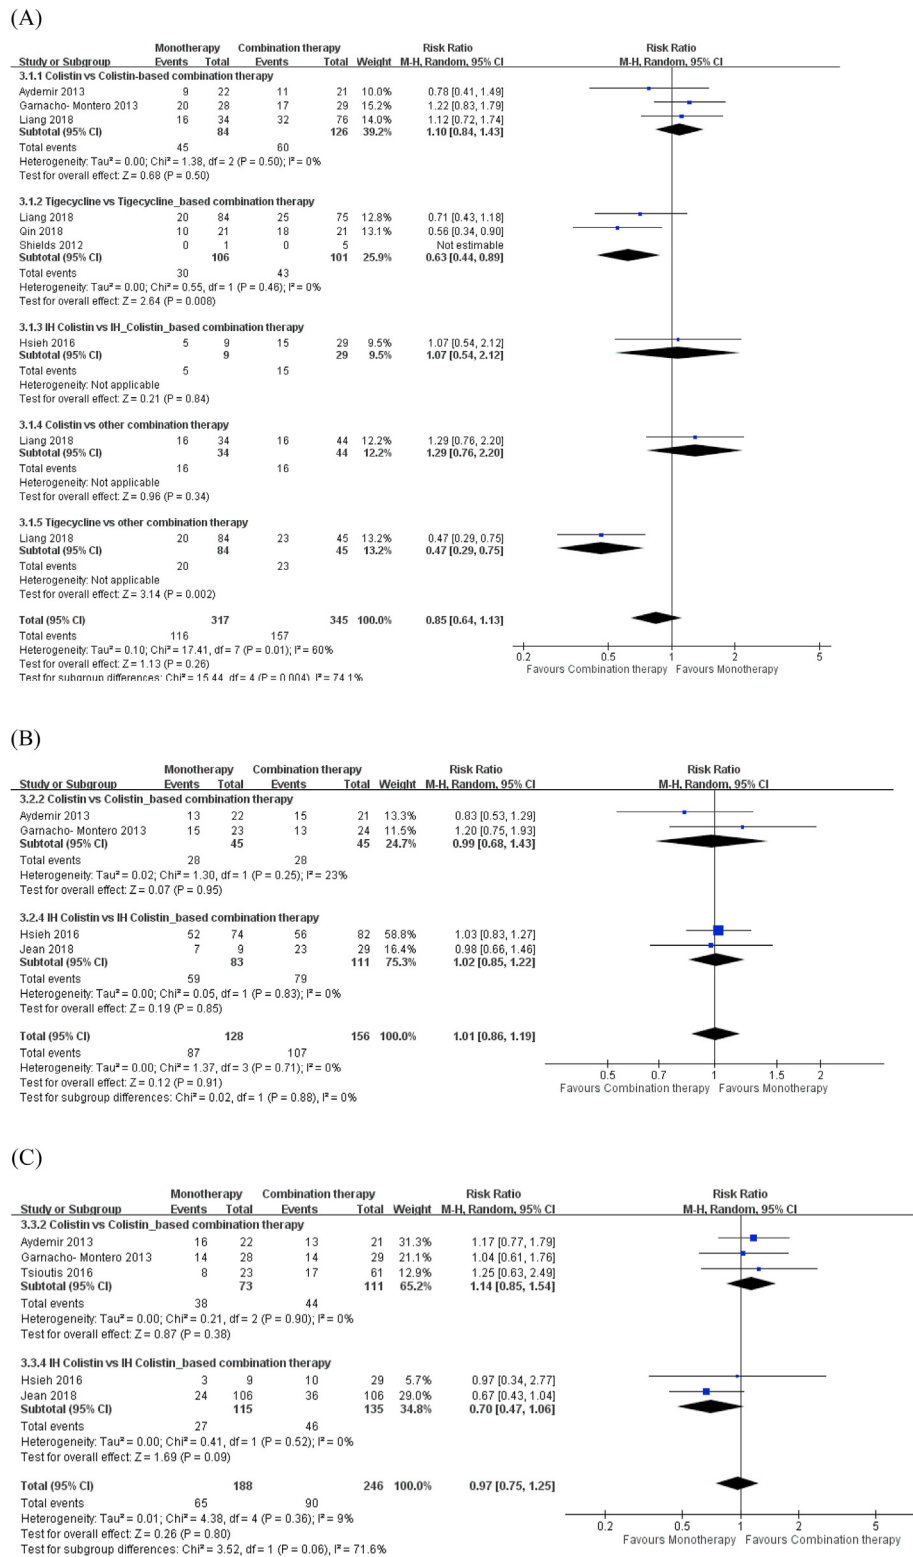 (A)
Monotherapy Combination therapy Risk Ratio Risk Ratio
Study or Subgroup Events Total Events Total Weight M-H, Random, 95% CI M-H, Random, 95% CI
3.1.1 Colistin vs Colistin-based combination therapy
Aydemir 2013 9 22 11 21 10.0% 0.78 [0.41, 1.49]
Garnacho- Montero 2013 20 28 17 29 15.2% 1.22 [0.83, 1.79]
Liang 2018 16 34 32 76 14.0% 1.12 [0.72, 1.74]
Subtotal (95% CI) 84 126 39.2% 1.10 [0.84, 1.43]
Total events 45 60
Heterogeneity: Tau² = 0.00; Chi² = 1.38, df = 2 (P = 0.50); I² = 0%
Test for overall effect: Z = 0.68 (P = 0.50)
3.1.2 Tigecycline vs Tigecycline_based combination therapy
Liang 2018 20 84 25 75 12.8% 0.71 [0.43, 1.18]
Qin 2018 10 21 18 21 13.1% 0.56 [0.34, 0.90]
Shields 2012 0 1 0 5 Not estimable
Subtotal (95% CI) 106 101 25.9% 0.63 [0.44, 0.89]
Total events 30 43
Heterogeneity: Tau² = 0.00; Chi² = 0.55, df = 1 (P = 0.46); I² = 0%
Test for overall effect: Z = 2.64 (P = 0.008)
3.1.3 IH Colistin vs IH_Colistin_based combination therapy
Hsieh 2016 5 9 15 29 9.5% 1.07 [0.54, 2.12]
Subtotal (95% CI) 9 29 9.5% 1.07 [0.54, 2.12]
Total events 5 15
Heterogeneity: Not applicable
Test for overall effect: Z = 0.21 (P = 0.84)
3.1.4 Colistin vs other combination therapy
Liang 2018 16 34 16 44 12.2% 1.29 [0.76, 2.20]
Subtotal (95% CI) 34 44 12.2% 1.29 [0.76, 2.20]
Total events 16 16
Heterogeneity: Not applicable
Test for overall effect: Z = 0.96 (P = 0.34)
3.1.5 Tigecycline vs other combination therapy
Liang 2018 20 84 23 45 13.2% 0.47 [0.29, 0.75]
Subtotal (95% CI) 84 45 13.2% 0.47 [0.29, 0.75]
Total events 20 23
Heterogeneity: Not applicable
Test for overall effect: Z = 3.14 (P = 0.002)
Total (95% CI) 317 345 100.0% 0.85 [0.64, 1.13]
Total events 116 157
Heterogeneity: Tau² = 0.10; Chi² = 17.41, df = 7 (P = 0.01); I² = 60%
Test for overall effect: Z = 1.13 (P = 0.26)
Test for subgroup differences: Chi² = 15.44, df = 4 (P = 0.004), I² = 74.1%
0.2 0.5 1 2 5
Favours Combination therapy Favours Monotherapy
(B)
Monotherapy Combination therapy Risk Ratio Risk Ratio
Study or Subgroup Events Total Events Total Weight M-H, Random, 95% CI M-H, Random, 95% CI
3.2.2 Colistin vs Colistin_based combination therapy
Aydemir 2013 13 22 15 21 13.3% 0.83 [0.53, 1.29]
Garnacho- Montero 2013 15 23 13 24 11.5% 1.20 [0.75, 1.93]
Subtotal (95% CI) 45 45 24.7% 0.99 [0.68, 1.43]
Total events 28 28
Heterogeneity: Tau² = 0.02; Chi² = 1.30, df = 1 (P = 0.25); I² = 23%
Test for overall effect: Z = 0.07 (P = 0.95)
3.2.4 IH Colistin vs IH Colistin_based combination therapy
Hsieh 2016 52 74 56 82 58.8% 1.03 [0.83, 1.27]
Jean 2018 7 9 23 29 16.4% 0.98 [0.66, 1.46]
Subtotal (95% CI) 83 111 75.3% 1.02 [0.85, 1.22]
Total events 59 79
Heterogeneity: Tau² = 0.00; Chi² = 0.05, df = 1 (P = 0.83); I² = 0%
Test for overall effect: Z = 0.19 (P = 0.85)
Total (95% CI) 128 156 100.0% 1.01 [0.86, 1.19]
Total events 87 107
Heterogeneity: Tau² = 0.00; Chi² = 1.37, df = 3 (P = 0.71); I² = 0%
Test for overall effect: Z = 0.12 (P = 0.91)
Test for subgroup differences: Chi² = 0.02, df = 1 (P = 0.88), I² = 0%
0.5 0.7 1 1.5 2
Favours Combination therapy Favours Monotherapy
(C)
Monotherapy Combination therapy Risk Ratio Risk Ratio
Study or Subgroup Events Total Events Total Weight M-H, Random, 95% CI M-H, Random, 95% CI
3.3.2 Colistin vs Colistin_based combination therapy
Aydemir 2013 16 22 13 21 31.3% 1.17 [0.77, 1.79]
Garnacho- Montero 2013 14 28 14 29 21.1% 1.04 [0.61, 1.76]
Tsioutis 2016 8 23 17 61 12.9% 1.25 [0.63, 2.49]
Subtotal (95% CI) 73 111 65.2% 1.14 [0.85, 1.54]
Total events 38 44
Heterogeneity: Tau² = 0.00; Chi² = 0.21, df = 2 (P = 0.90); I² = 0%
Test for overall effect: Z = 0.87 (P = 0.38)
3.3.4 IH Colistin vs IH Colistin_based combination therapy
Hsieh 2016 3 9 10 29 5.7% 0.97 [0.34, 2.77]
Jean 2018 24 106 36 106 29.0% 0.67 [0.43, 1.04]
Subtotal (95% CI) 115 135 34.8% 0.70 [0.47, 1.06]
Total events 27 46
Heterogeneity: Tau² = 0.00; Chi² = 0.41, df = 1 (P = 0.52); I² = 0%
Test for overall effect: Z = 1.69 (P = 0.09)
Total (95% CI) 188 246 100.0% 0.97 [0.75, 1.25]
Total events 65 90
Heterogeneity: Tau² = 0.01; Chi² = 4.38, df = 4 (P = 0.36); I² = 9%
Test for overall effect: Z = 0.26 (P = 0.80)
Test for subgroup differences: Chi² = 3.52, df = 1 (P = 0.06), I² = 71.6%
0.2 0.5 1 2 5
Favours Monotherapy Favours Combination therapy